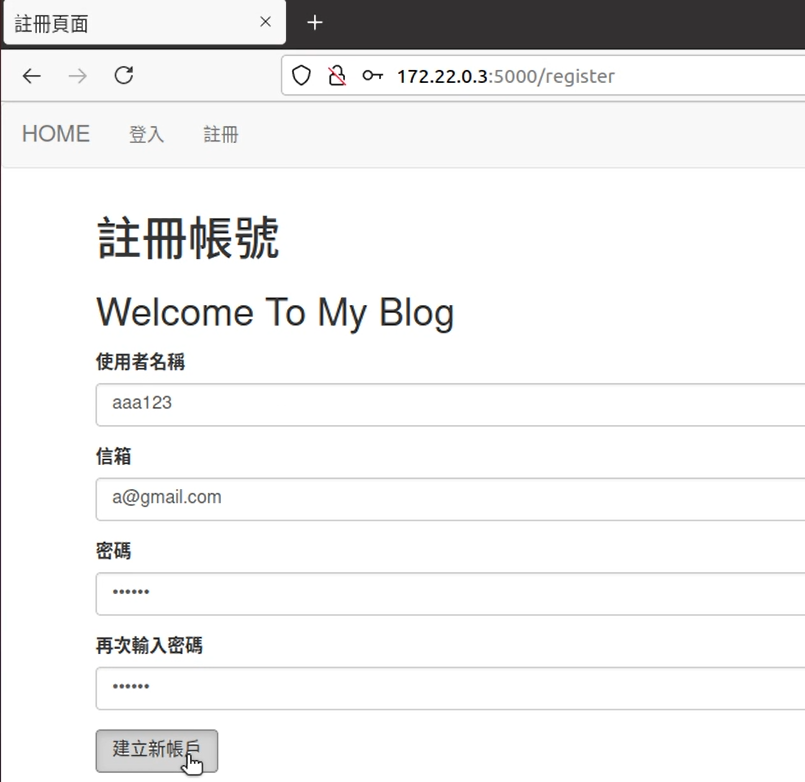 註冊頁面
172.22.0.3:5000/register
HOME 登入 註冊
註冊帳號
Welcome To My Blog
使用者名稱
aaa123
信箱
a@gmail.com
密碼
••••••
再次輸入密碼
••••••
建立新帳戶